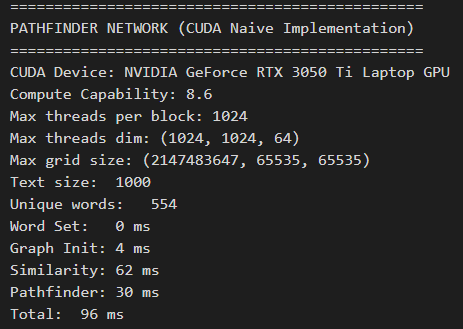 ===============================================
PATHFINDER NETWORK (CUDA Naive Implementation)
===============================================
CUDA Device: NVIDIA GeForce RTX 3050 Ti Laptop GPU
Compute Capability: 8.6
Max threads per block: 1024
Max threads dim: (1024, 1024, 64)
Max grid size: (2147483647, 65535, 65535)
Text size:  1000
Unique words:   554
Word Set:   0 ms
Graph Init: 4 ms
Similarity: 62 ms
Pathfinder: 30 ms
Total:  96 ms